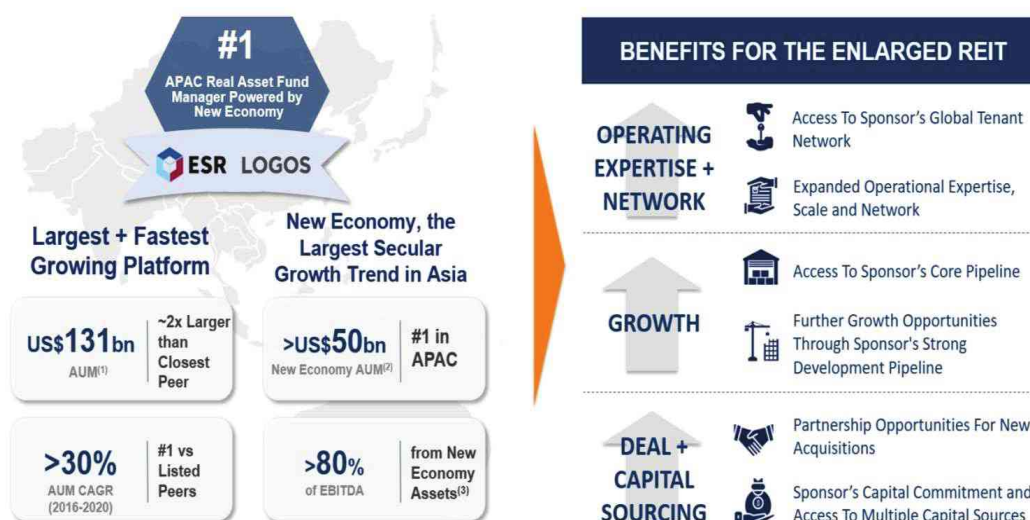 #1
APAC Real Asset Fund
Manager Powered by
New Economy
ESR LOGOS
Largest + Fastest
Growing Platform
US$131bn
AUM(1)
~2x Larger
than
Closest
Peer
>30%
AUM CAGR
(2016-2020)
#1 vs
Listed
Peers
New Economy, the
Largest Secular
Growth Trend in Asia
>US$50bn
New Economy AUM(2)
#1 in
APAC
>80%
of EBITDA
from New
Economy
Assets(3)
BENEFITS FOR THE ENLARGED REIT
OPERATING
EXPERTISE +
NETWORK
Access To Sponsor's Global Tenant
Network
Expanded Operational Expertise,
Scale and Network
GROWTH
Access To Sponsor's Core Pipeline
Further Growth Opportunities
Through Sponsor's Strong
Development Pipeline
DEAL +
CAPITAL
SOURCING
Partnership Opportunities For New
Acquisitions
Sponsor's Capital Commitment and
Access To Multiple Capital Sources